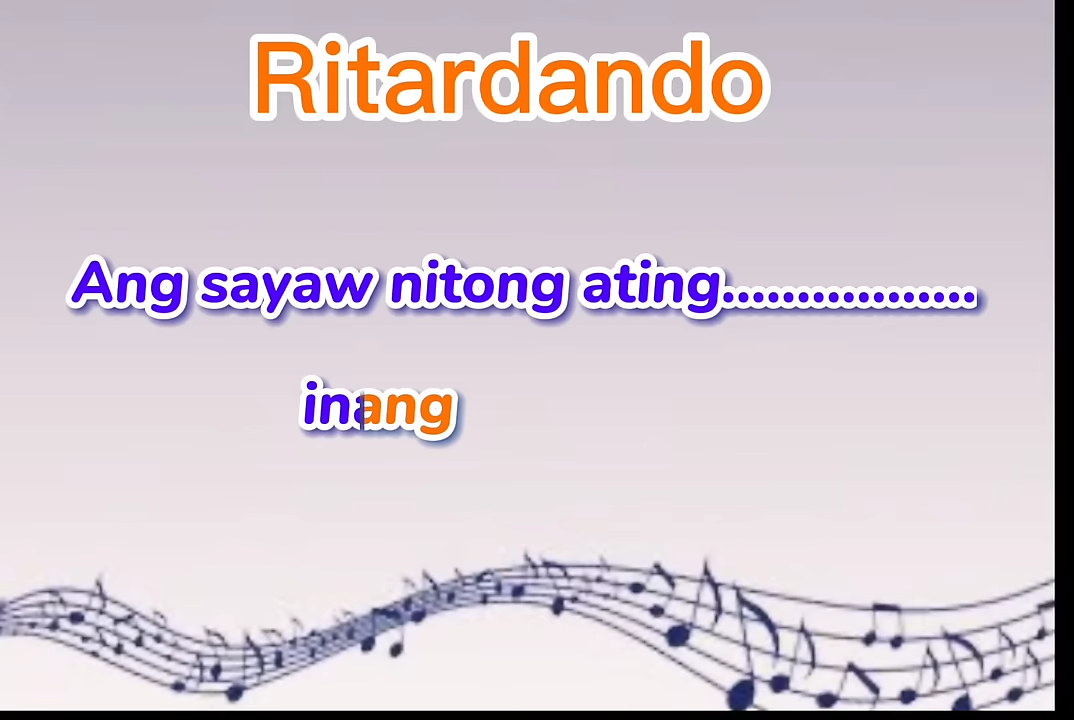 Ritardando
Ang sayaw nitong ating.................
inang